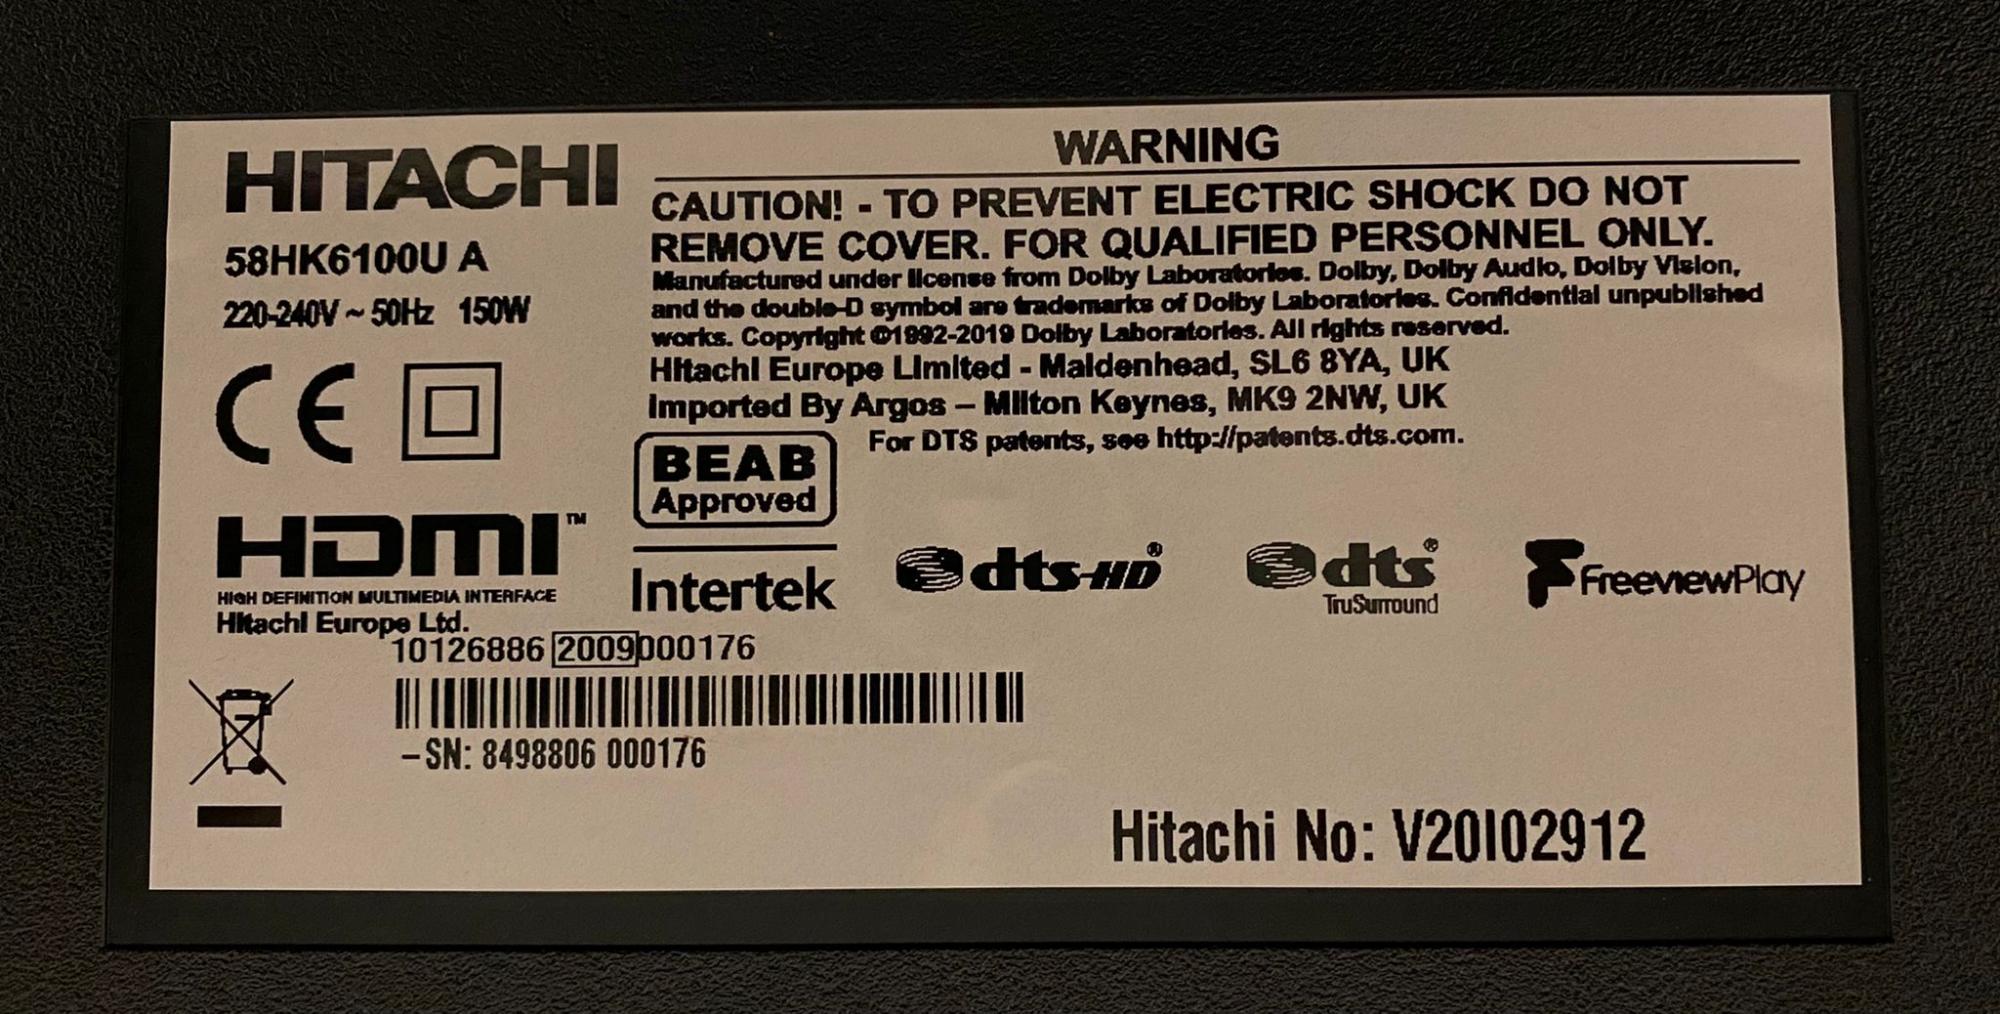 HITACHI
58HK6100U A
220-240V ~ 50Hz 150W
CE
HDMI™
HIGH DEFINITION MULTIMEDIA INTERFACE
Hitachi Europe Ltd.
WARNING
CAUTION! - TO PREVENT ELECTRIC SHOCK DO NOT
REMOVE COVER. FOR QUALIFIED PERSONNEL ONLY.
Manufactured under license from Dolby Laboratories. Dolby, Dolby Audio, Dolby Vision,
and the double-D symbol are trademarks of Dolby Laboratories. Confidential unpublished
works. Copyright ©1992-2019 Dolby Laboratories. All rights reserved.
Hitachi Europe Limited - Maidenhead, SL6 8YA, UK
Imported By Argos – Milton Keynes, MK9 2NW, UK
For DTS patents, see http://patents.dts.com.
BEAB
Approved
Intertek
dts-HD®
dts®
TruSurround
FreeviewPlay
10126886 2009000176
–SN: 8498806 000176
Hitachi No: V20I02912